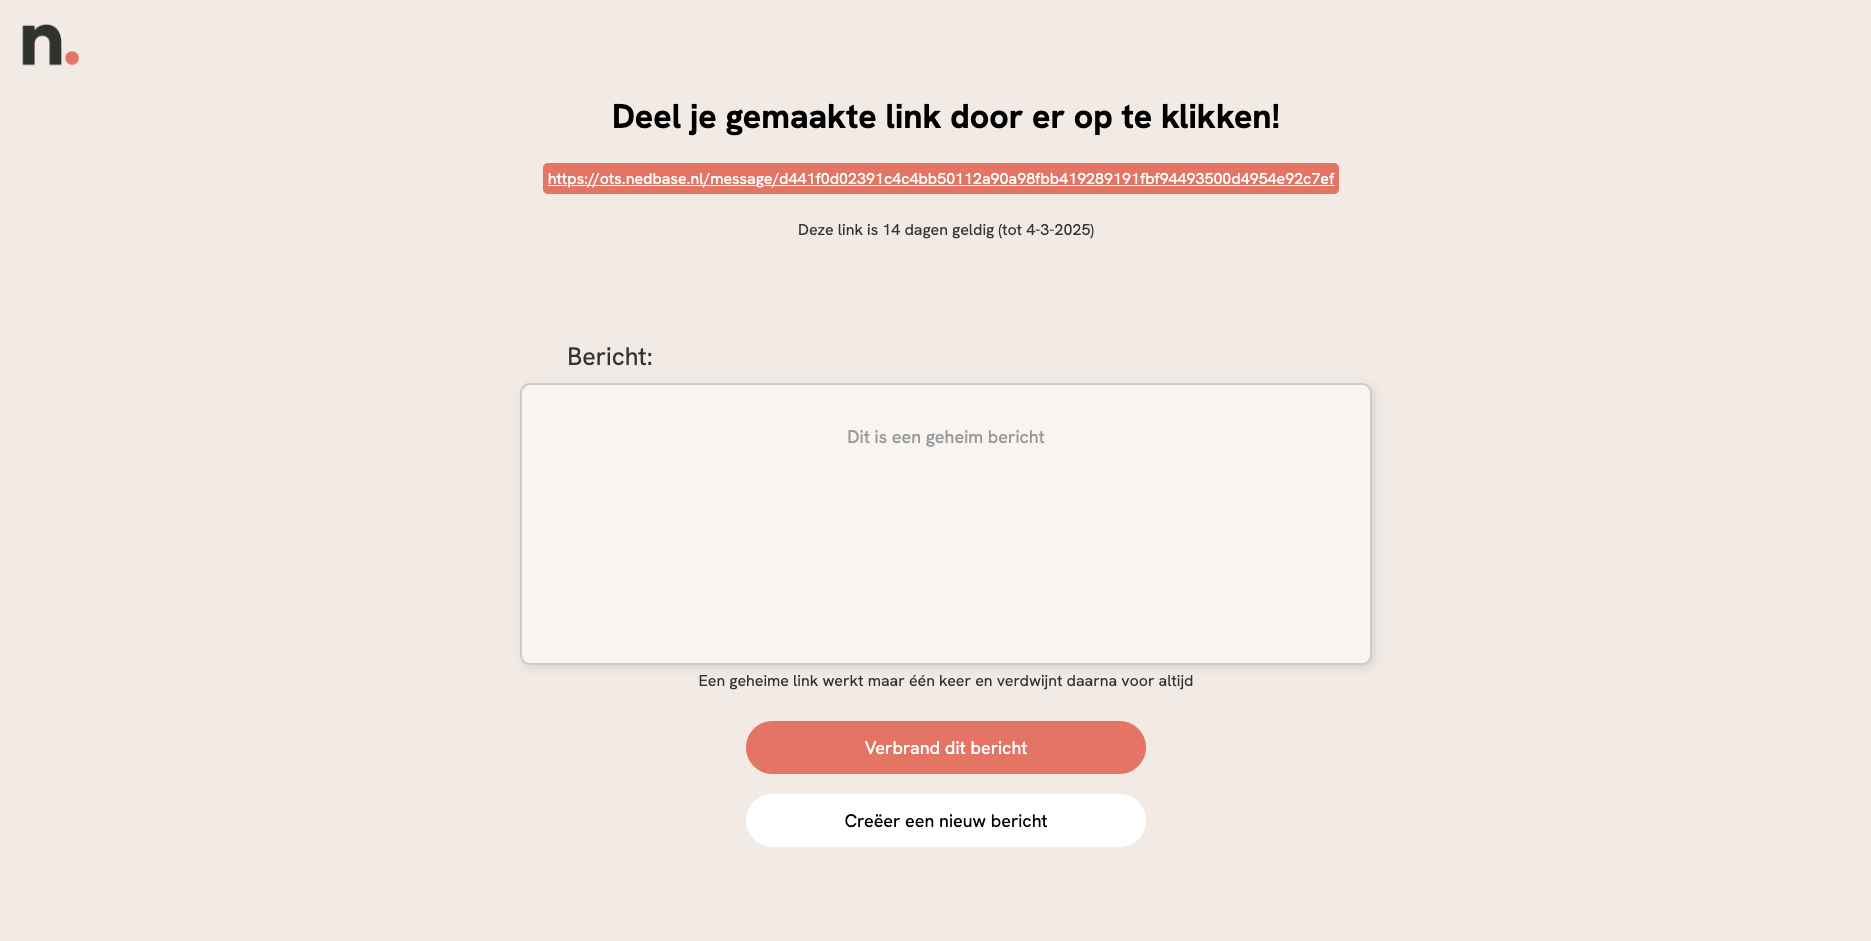 n.
Deel je gemaakte link door er op te klikken!
https://ots.nedbase.nl/message/d441f0d02391c4c4bb50112a90a98fbb419289191fbf94493500d4954e92c7ef
Deze link is 14 dagen geldig (tot 4-3-2025)
Bericht:
Dit is een geheim bericht
Een geheime link werkt maar één keer en verdwijnt daarna voor altijd
Verbrand dit bericht
Creëer een nieuw bericht